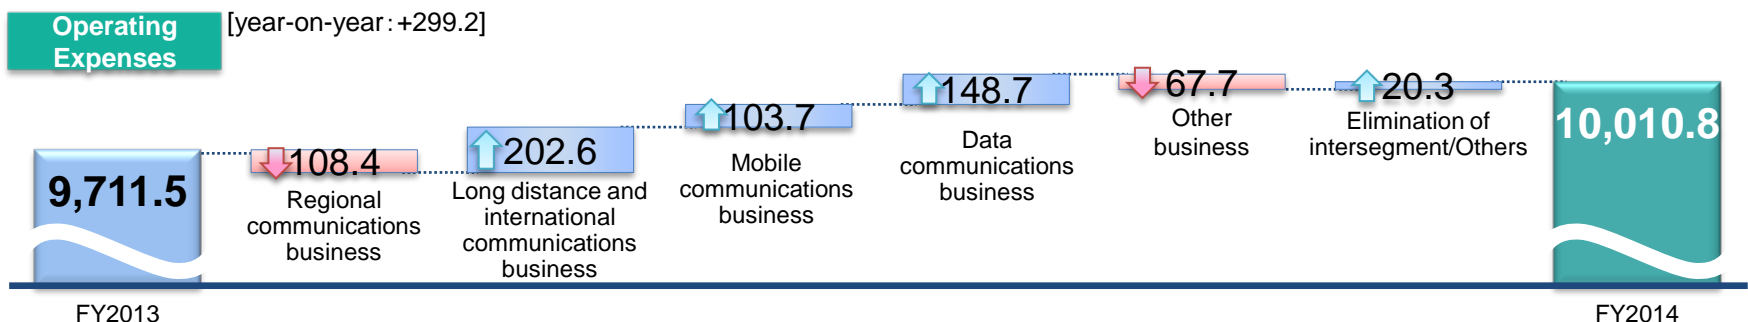 Operating
Expenses
[year-on-year：+299.2]
9,711.5
FY2013
108.4
Regional
communications
business
202.6
Long distance and
international
communications
business
103.7
Mobile
communications
business
148.7
Data
communications
business
67.7
Other
business
20.3
Elimination of
intersegment/Others
10,010.8
FY2014